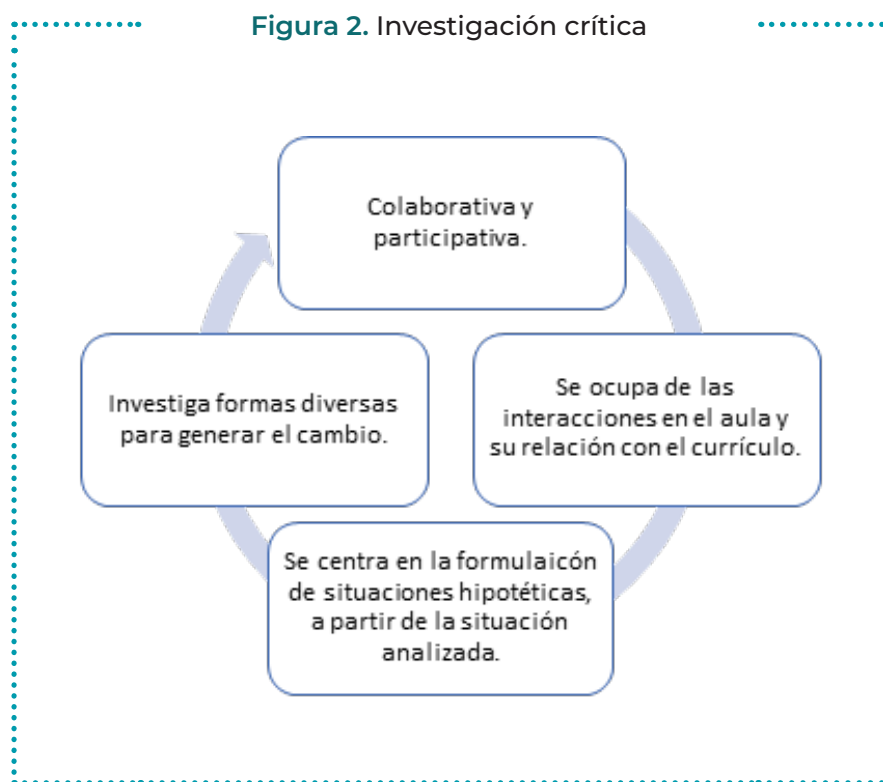 Figura 2. Investigación crítica
Colaborativa y
participativa.
Se ocupa de las
interacciones en el aula y
su relación con el currículo.
Se centra en la formulaicón
de situaciones hipotéticas,
a partir de la situación
analizada.
Investiga formas diversas
para generar el cambio.